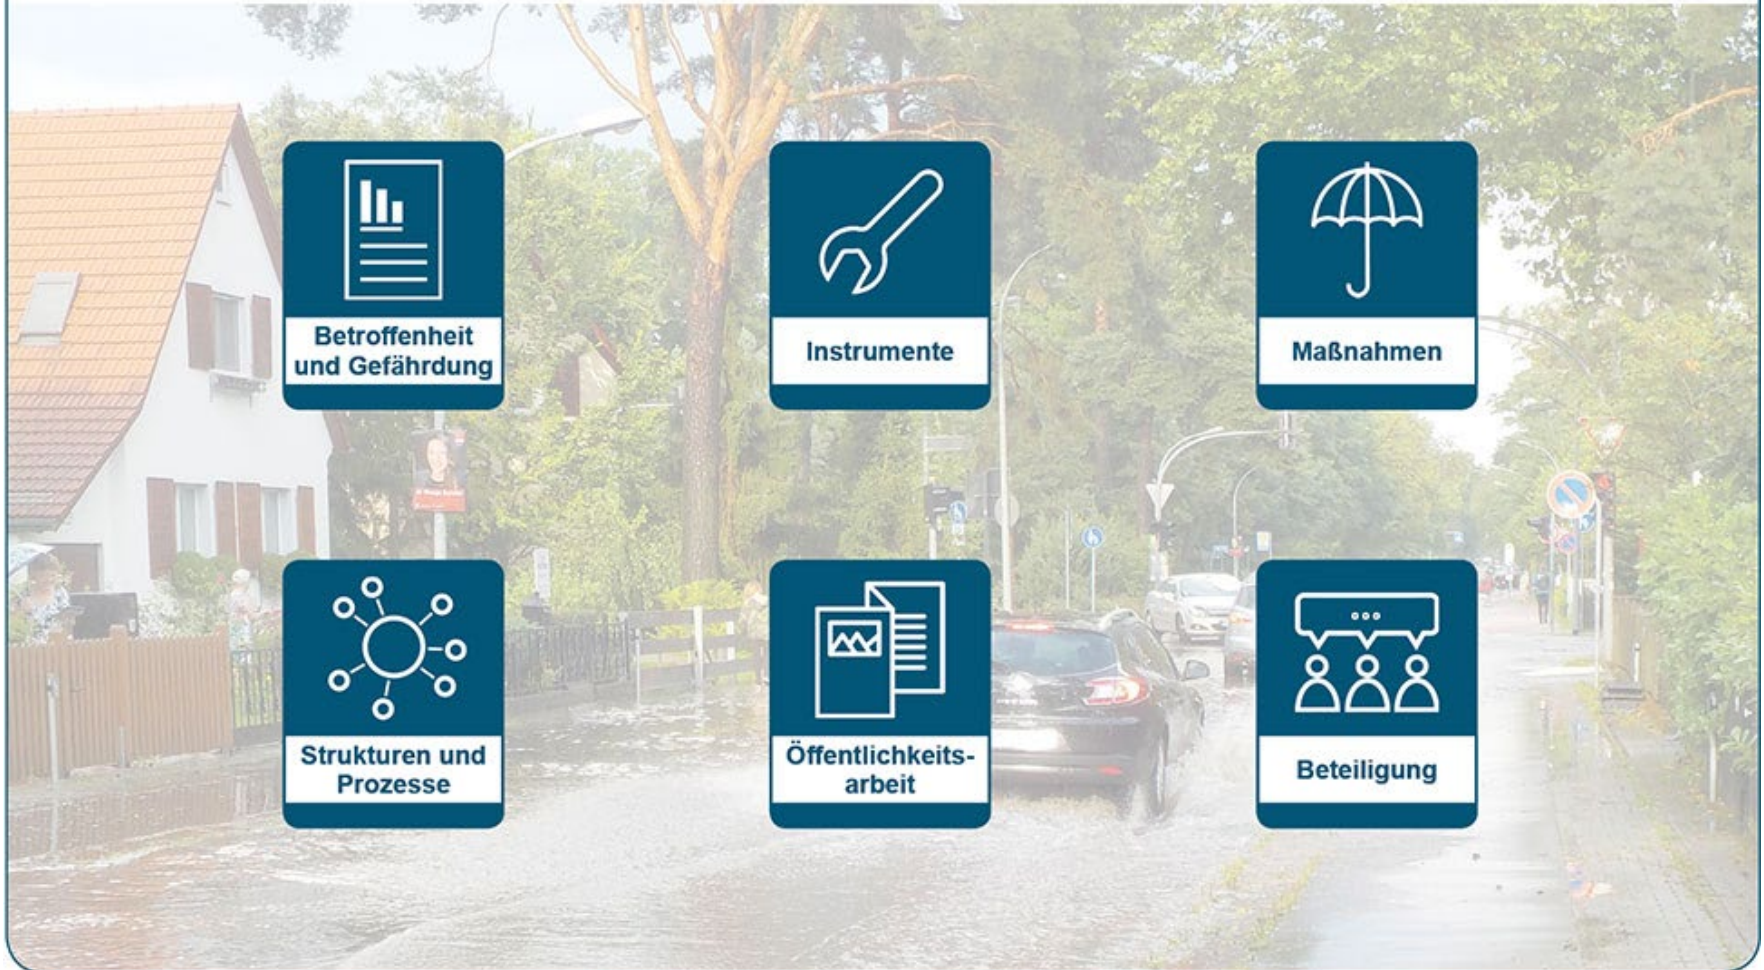 Betroffenheit
und Gefährdung
Instrumente
Maßnahmen
Strukturen und
Prozesse
Öffentlichkeits-
arbeit
Beteiligung